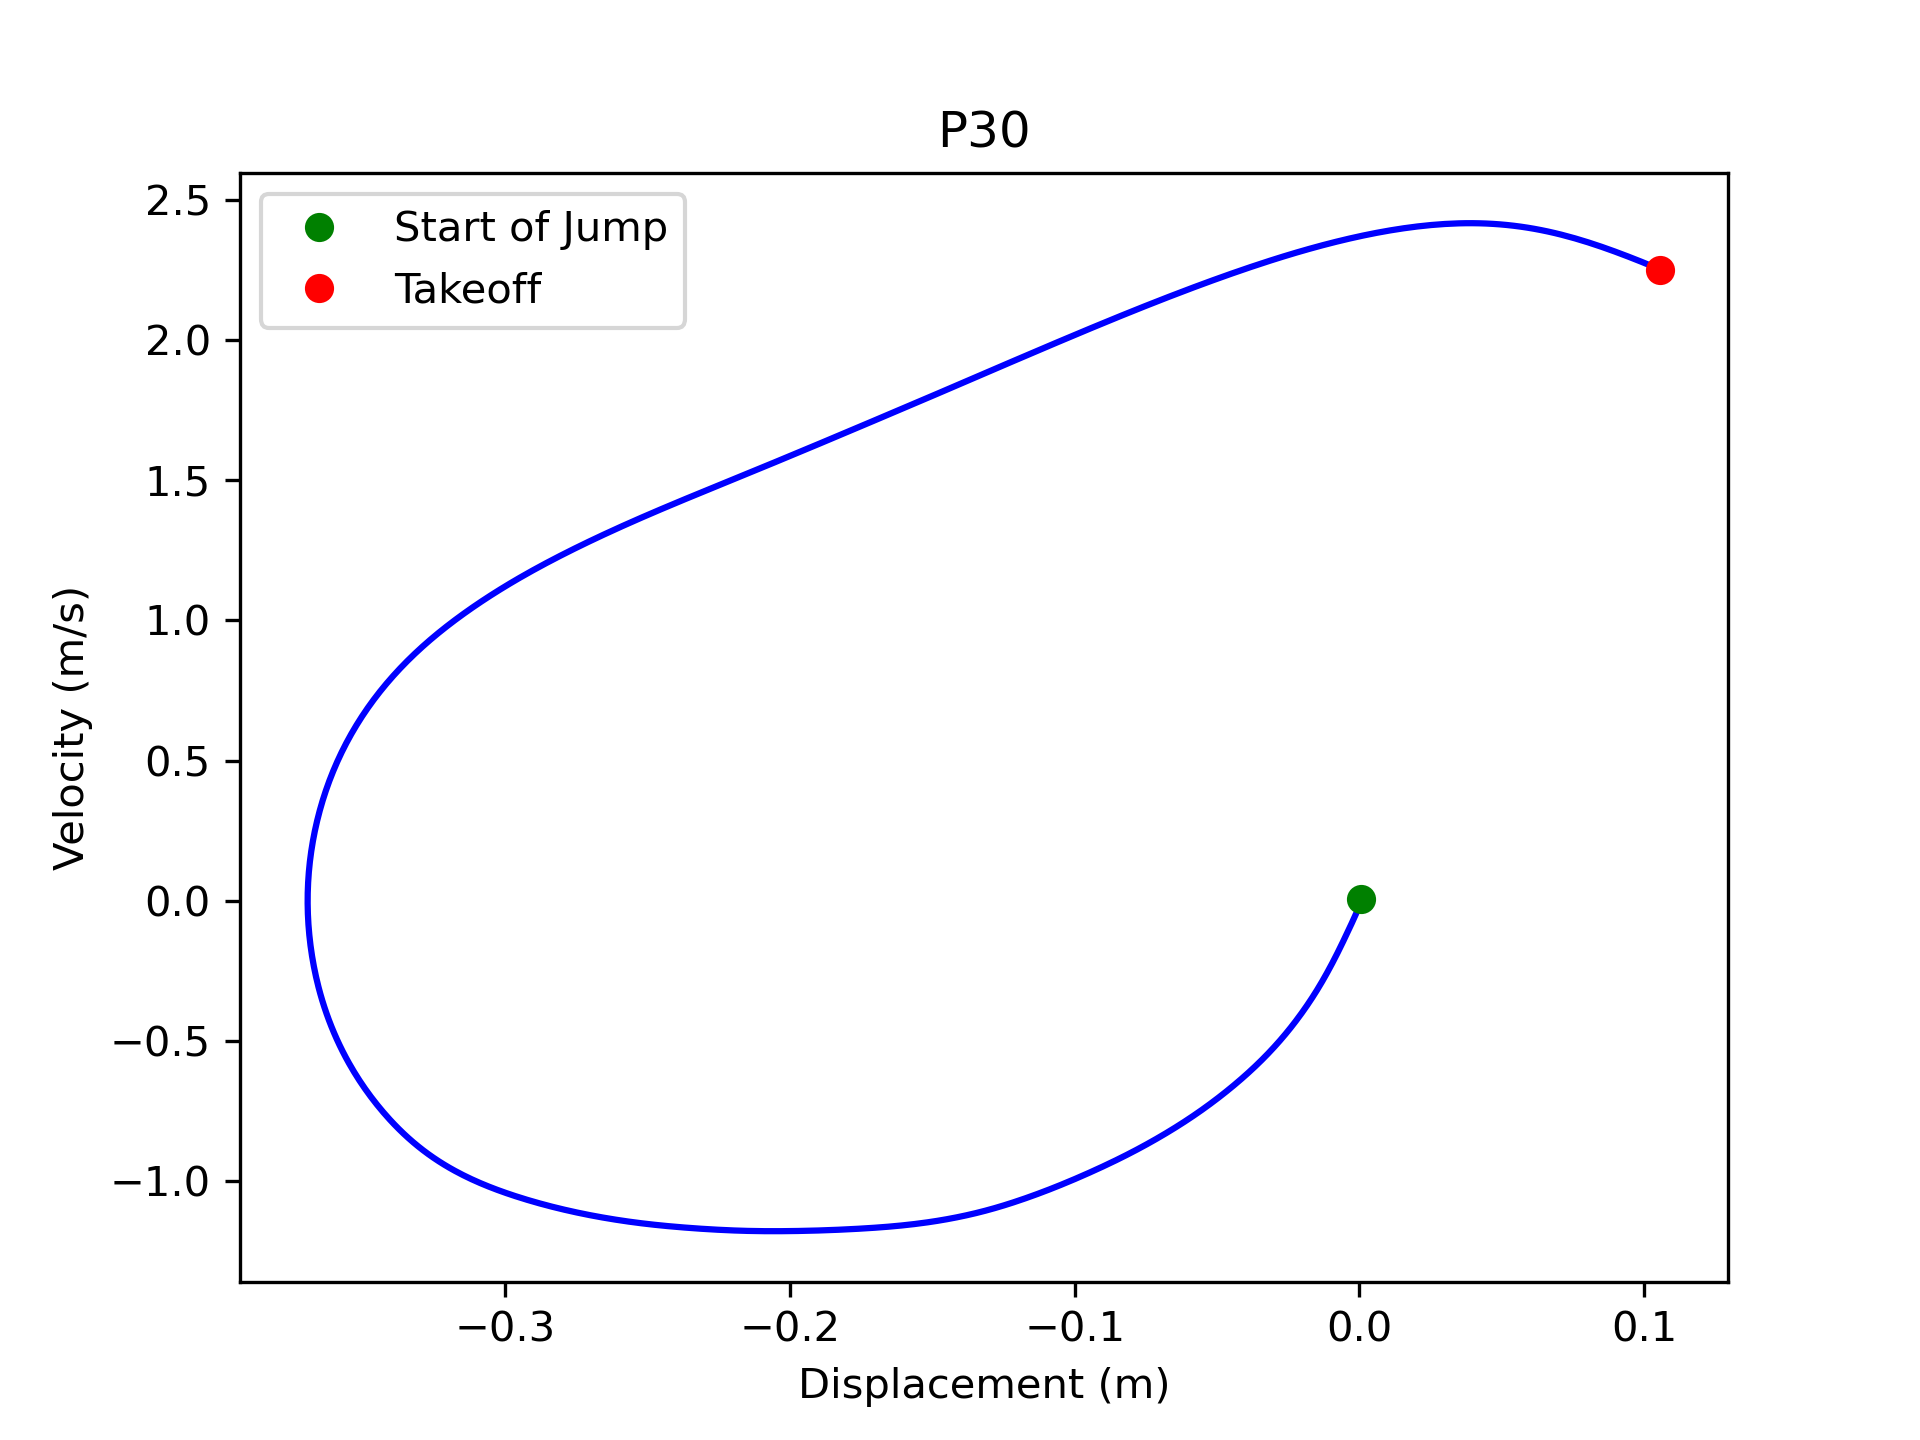 P30
Start of Jump
Takeoff
2.5
2.0
1.5
1.0
0.5
0.0
−0.5
−1.0
Velocity (m/s)
−0.3 −0.2 −0.1 0.0 0.1
Displacement (m)